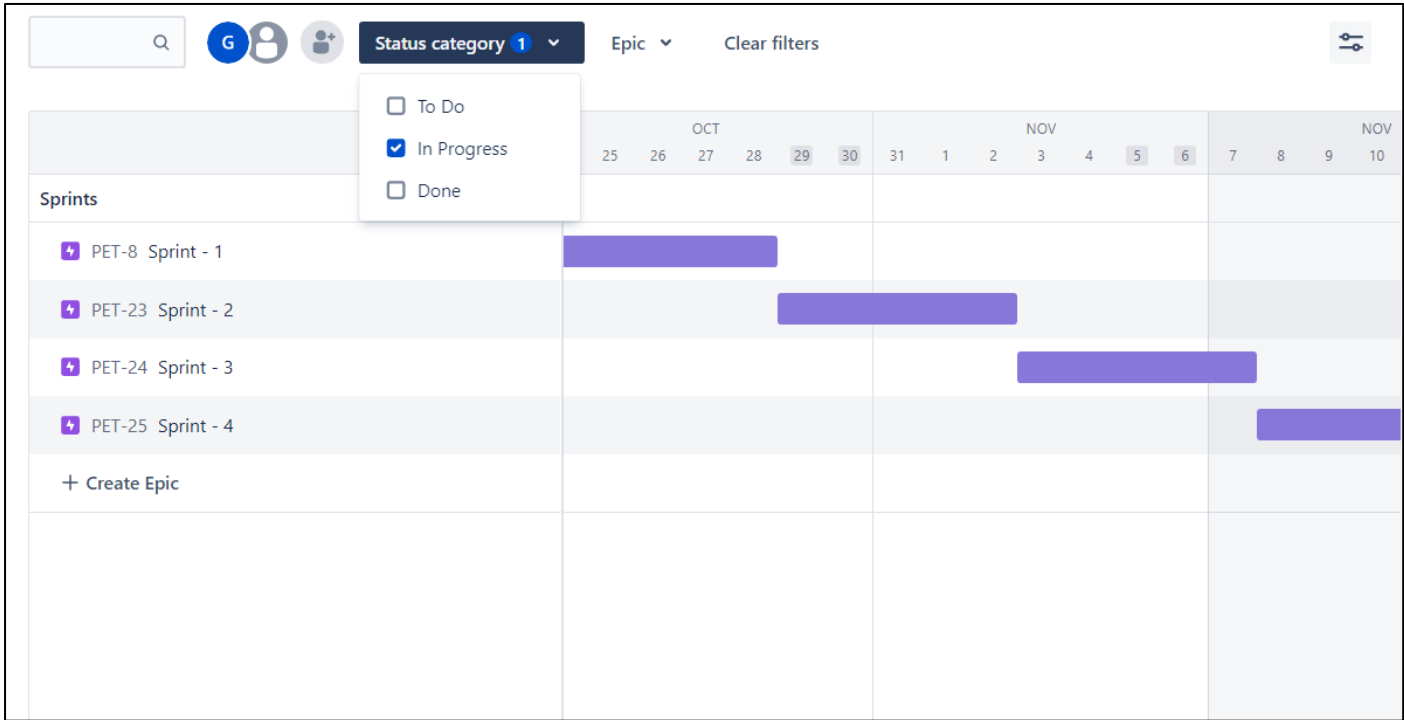 G Status category 1 Epic Clear filters
To Do
In Progress
Done
OCT NOV NOV
25 26 27 28 29 30 31 1 2 3 4 5 6 7 8 9 10
Sprints
PET-8 Sprint - 1
PET-23 Sprint - 2
PET-24 Sprint - 3
PET-25 Sprint - 4
+ Create Epic